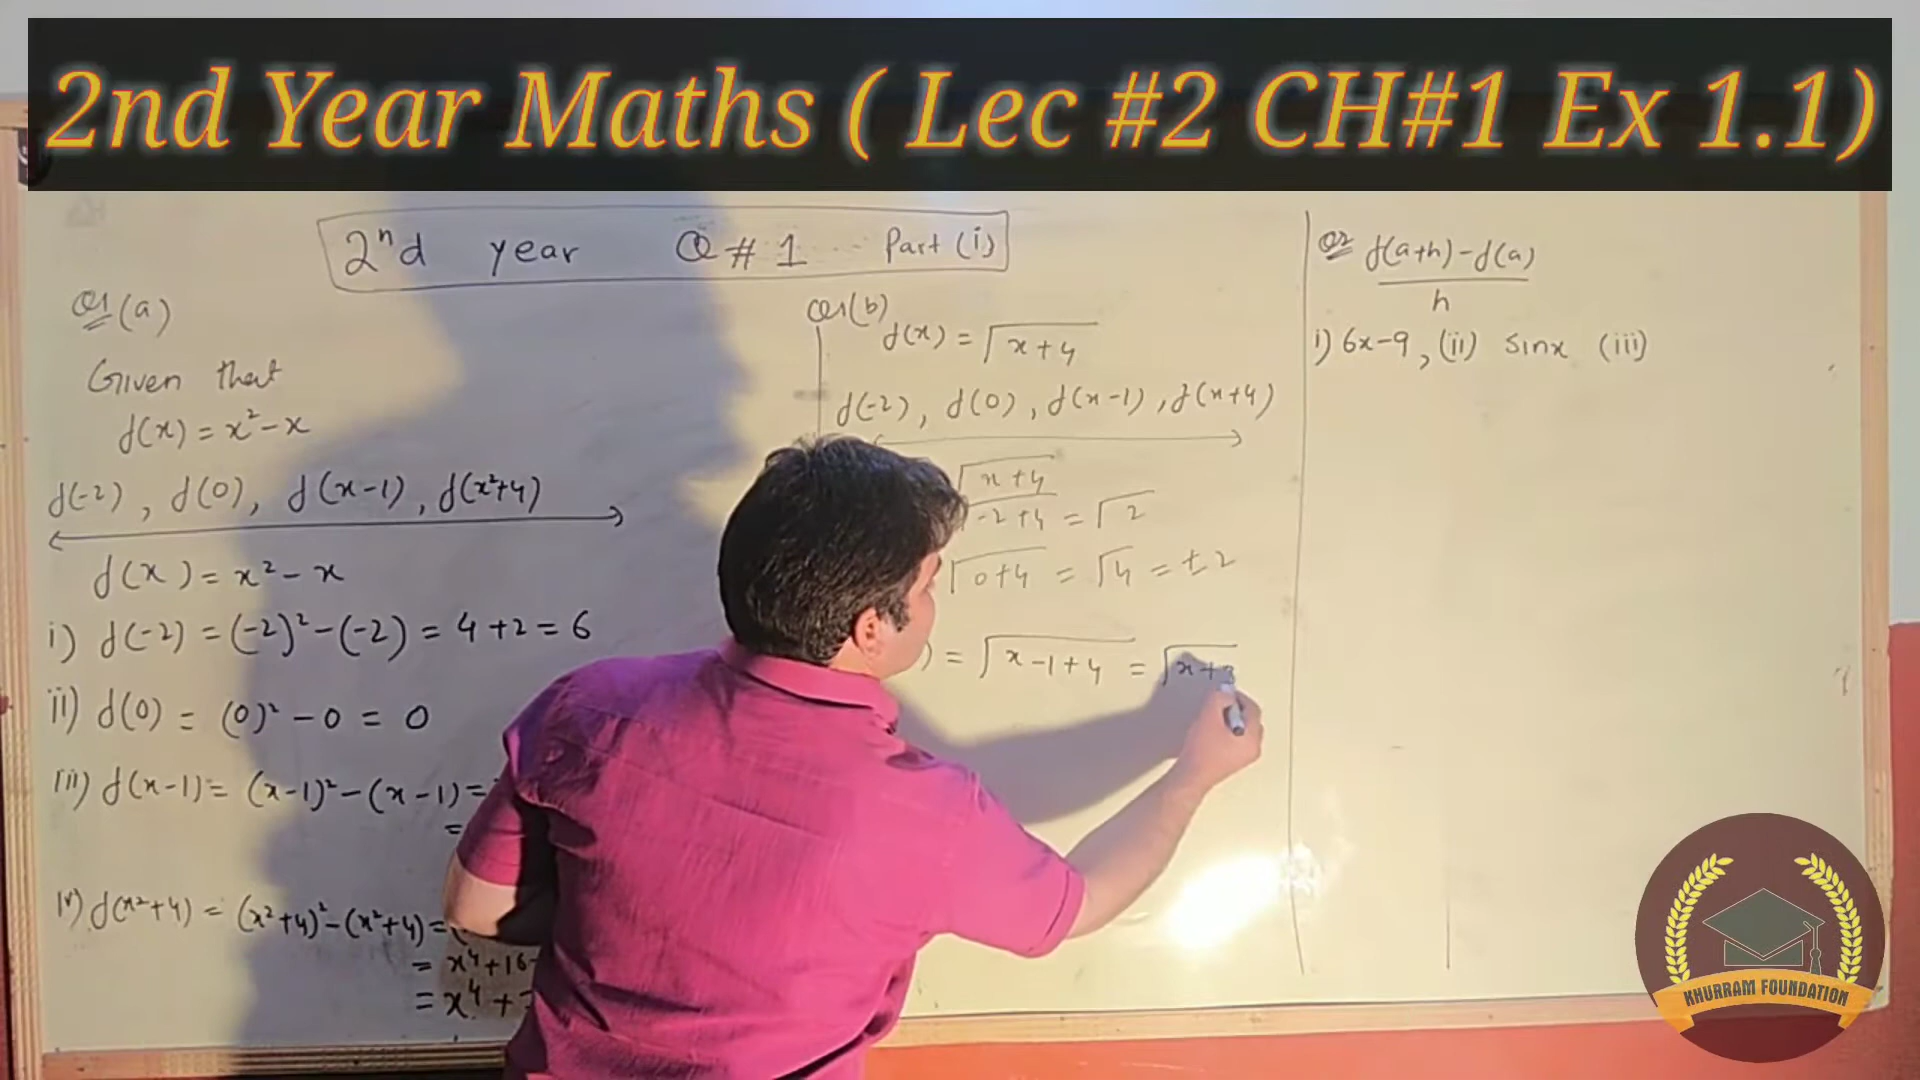 2nd Year Maths ( Lec #2 CH#1 Ex 1.1)
2nd year Q # 1 Part (i)
Q1 (a)
Given that
f(x) = x² - x
f(-2) , f(0) , f(x-1) , f(x²+4)
f(x) = x² - x
i) f(-2) = (-2)² - (-2) = 4 + 2 = 6
ii) f(0) = (0)² - 0 = 0
iii) f(x-1) = (x-1)² - (x-1) =
=
iv) f(x²+4) = (x²+4)² - (x²+4) = (
= x⁴ + 16
= x⁴ +
Q1 (b)
f(x) = √x+4
f(-2) , f(0) , f(x-1) , f(x+4)
√x+4
√-2+4 = √2
√0+4 = √4 = ±2
) = √x-1+4 = √x+3
Q2 f(a+h) - f(a)
h
i) 6x-9 , (ii) Sinx (iii)
KHURRAM FOUNDATION